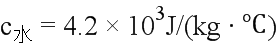 c水 = 4.2 × 10³J/(kg · ℃)